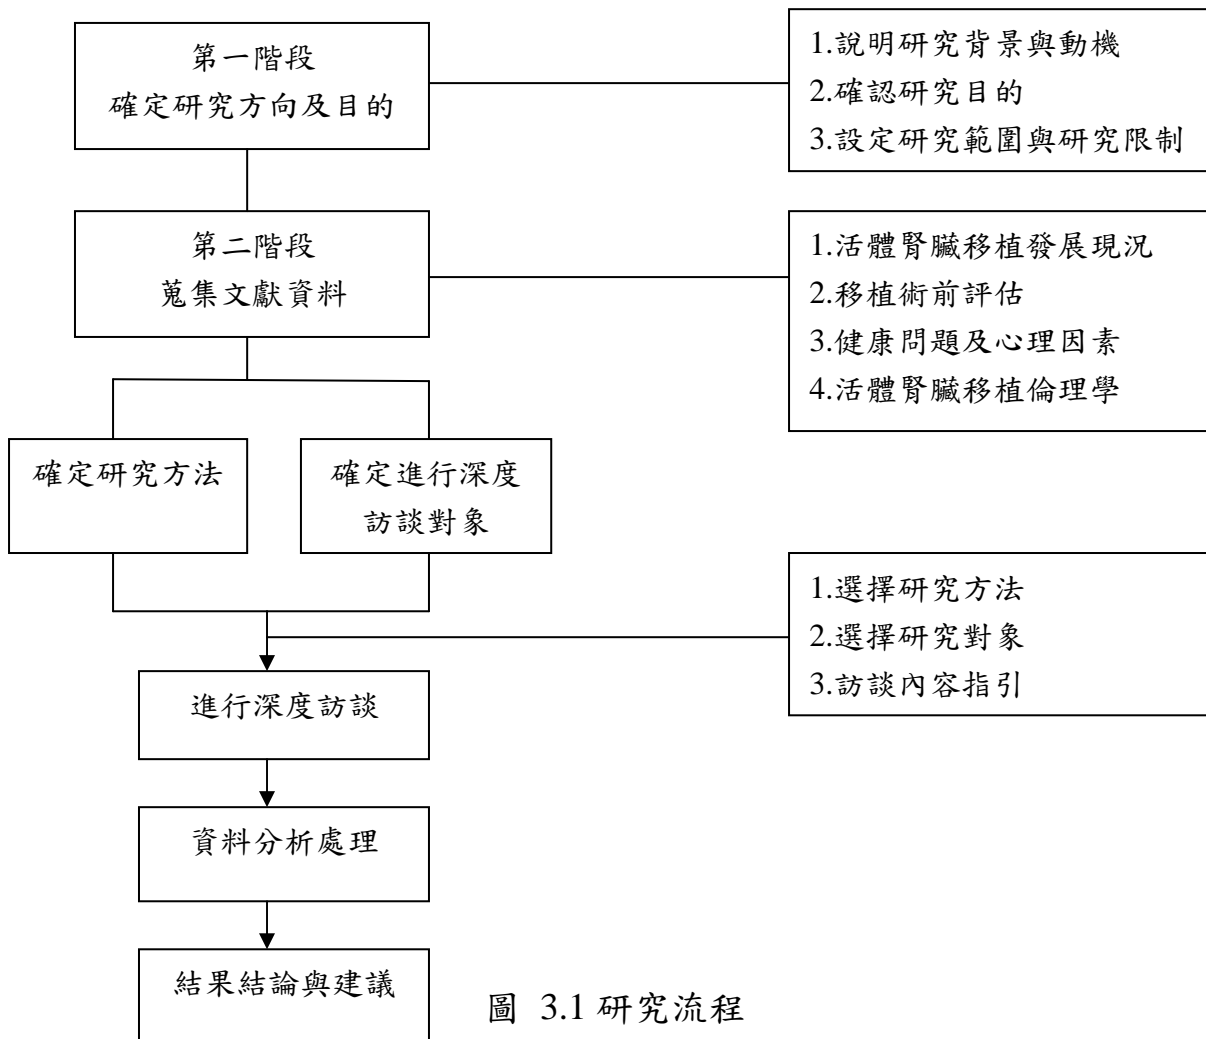 第一階段
確定研究方向及目的
1.說明研究背景與動機
2.確認研究目的
3.設定研究範圍與研究限制
第二階段
蒐集文獻資料
1.活體腎臟移植發展現況
2.移植術前評估
3.健康問題及心理因素
4.活體腎臟移植倫理學
確定研究方法
確定進行深度
訪談對象
1.選擇研究方法
2.選擇研究對象
3.訪談內容指引
進行深度訪談
資料分析處理
結果結論與建議
圖 3.1 研究流程